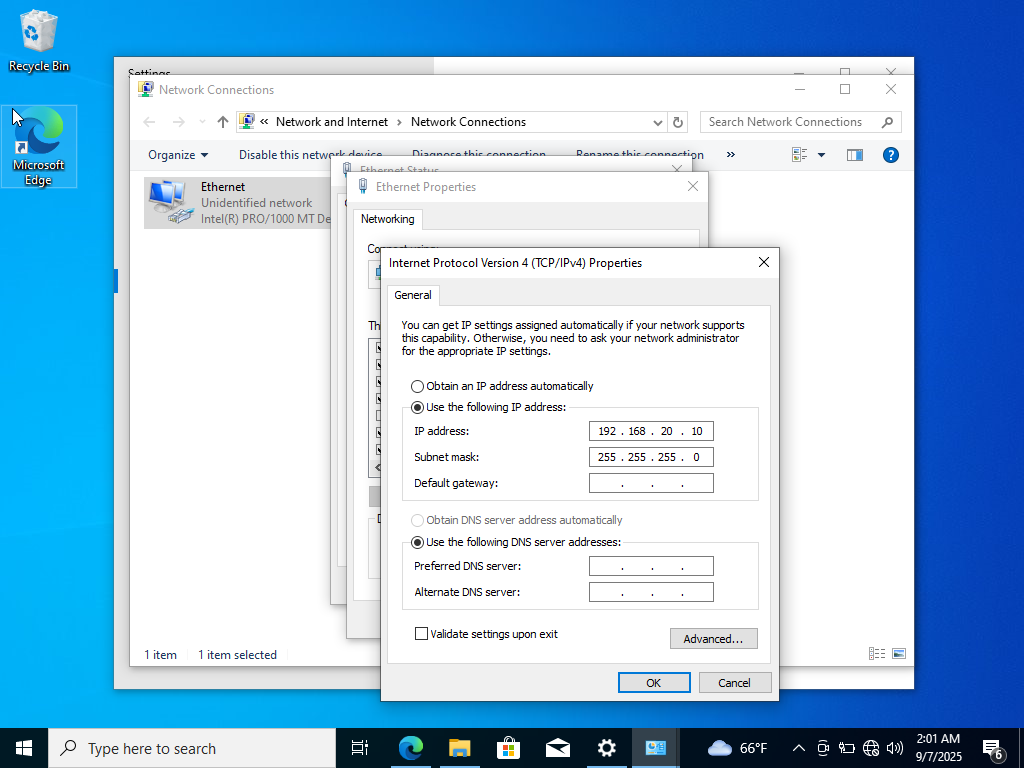 Recycle Bin
Microsoft
Edge
Settings
Network Connections
« Network and Internet > Network Connections
Search Network Connections
Organize
Disable this network device
Diagnose this connection
Rename this connection
»
Ethernet
Unidentified network
Intel(R) PRO/1000 MT De
Ethernet Status
Ethernet Properties
Networking
Connect using:
Th
Internet Protocol Version 4 (TCP/IPv4) Properties
General
You can get IP settings assigned automatically if your network supports
this capability. Otherwise, you need to ask your network administrator
for the appropriate IP settings.
Obtain an IP address automatically
Use the following IP address:
IP address: 192 . 168 . 20 . 10
Subnet mask: 255 . 255 . 255 . 0
Default gateway: . . .
Obtain DNS server address automatically
Use the following DNS server addresses:
Preferred DNS server: . . .
Alternate DNS server: . . .
Validate settings upon exit
Advanced...
OK
Cancel
1 item
1 item selected
Type here to search
66°F
2:01 AM
9/7/2025
6